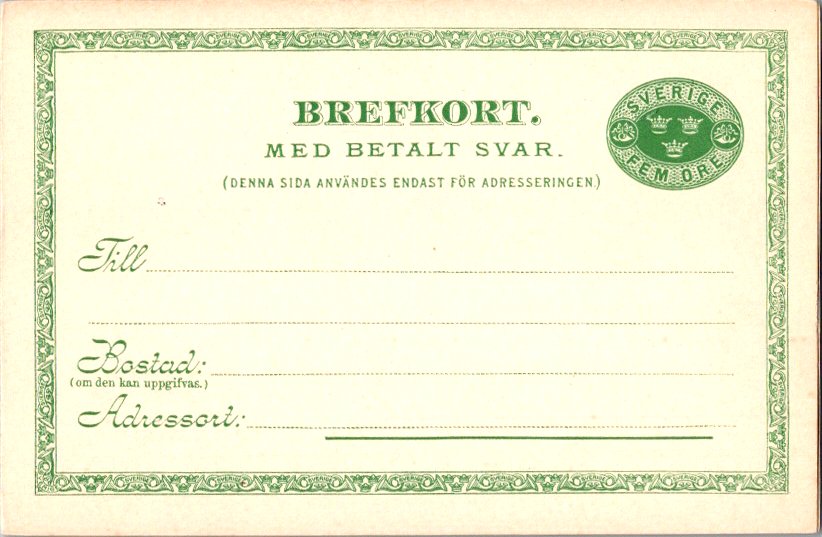 BREFKORT.
MED BETALT SVAR.
(DENNA SIDA ANVÄNDES ENDAST FÖR ADRESSERINGEN.)
SVERIGE
FEM ÖRE
Till
Bostad:
(om den kan uppgifvas.)
Adressort: